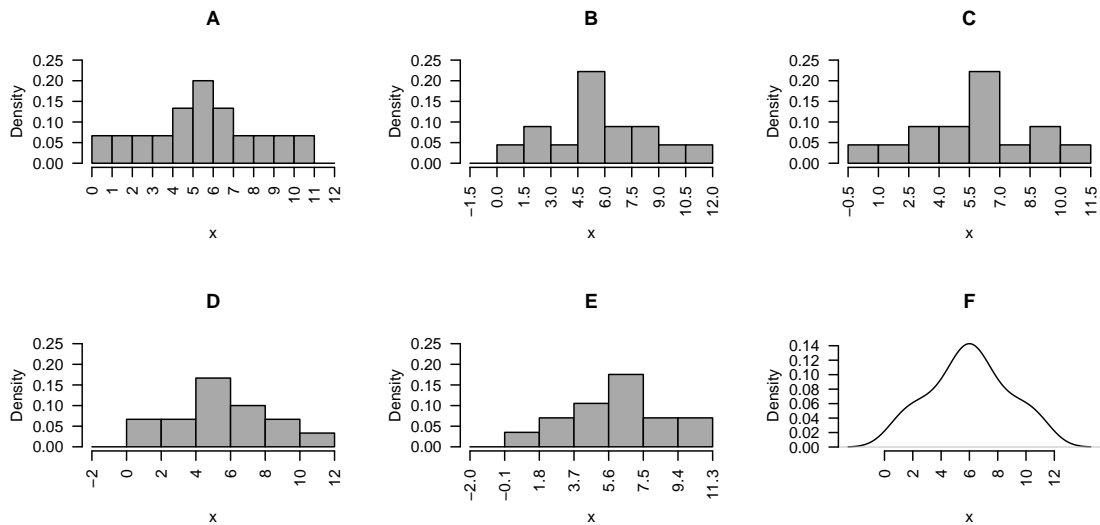 A
Density
0.00
0.05
0.10
0.15
0.20
0.25
0 1 2 3 4 5 6 7 8 9 10 11 12
x
B
Density
0.00
0.05
0.10
0.15
0.20
0.25
−1.5 0.0 1.5 3.0 4.5 6.0 7.5 9.0 10.5 12.0
x
C
Density
0.00
0.05
0.10
0.15
0.20
0.25
−0.5 1.0 2.5 4.0 5.5 7.0 8.5 10.0 11.5
x
D
Density
0.00
0.05
0.10
0.15
0.20
0.25
−2 0 2 4 6 8 10 12
x
E
Density
0.00
0.05
0.10
0.15
0.20
0.25
−2.0 −0.1 1.8 3.7 5.6 7.5 9.4 11.3
x
F
Density
0.00
0.02
0.04
0.06
0.08
0.10
0.12
0.14
0 2 4 6 8 10 12
x